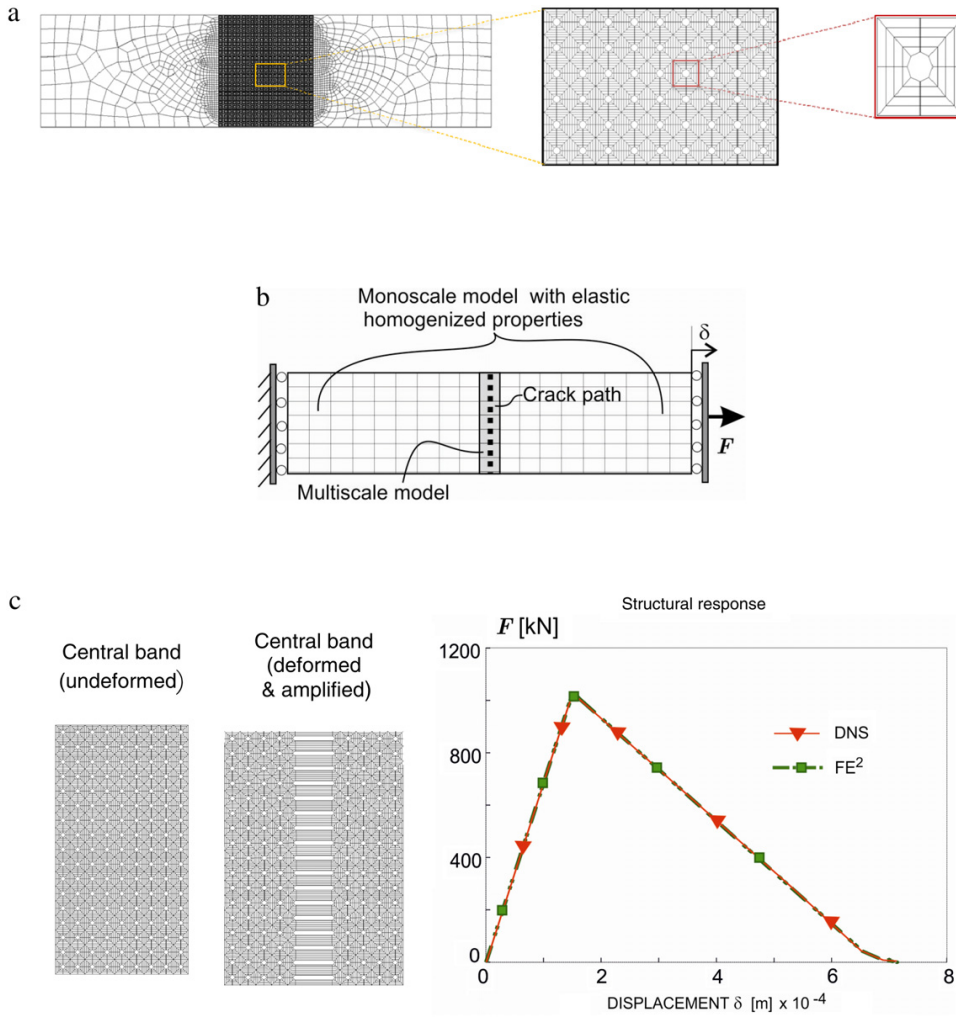 a
b
Monoscale model with elastic
homogenized properties
δ
Crack path
F
Multiscale model
c
Structural response
Central band
(undeformed)
Central band
(deformed
& amplified)
F [kN]
1200
800
400
0
DNS
FE²
0 2 4 6 8
DISPLACEMENT δ [m] x 10⁻⁴